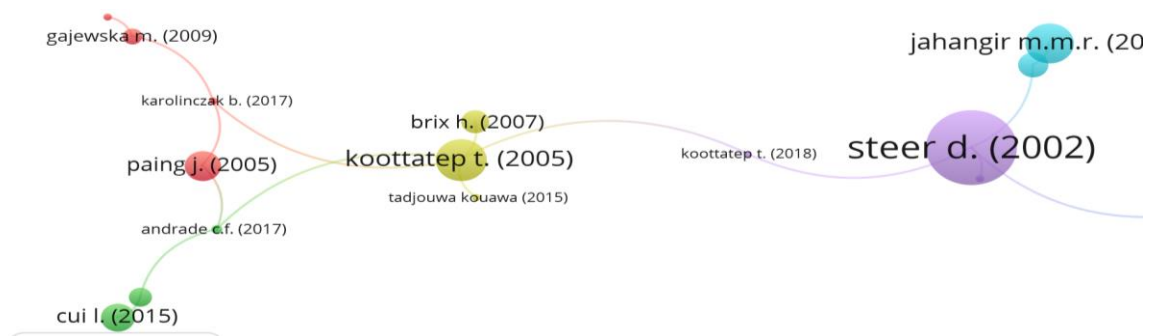 gajewska m. (2009)
jahangir m.m.r. (20
karolinczak b. (2017)
brix h. (2007)
paing j. (2005)
koottatep t. (2005)
koottatep t. (2018)
steer d. (2002)
tadjouwa kouawa (2015)
andrade c.f. (2017)
cui l. (2015)